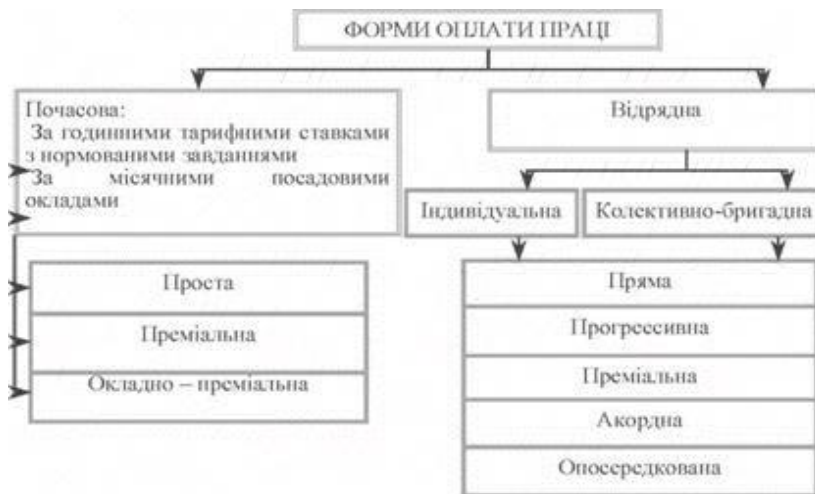 ФОРМИ ОПЛАТИ ПРАЦІ
Почасова:
За годинними тарифними ставками
з нормованими завданнями
За місячними посадовими
окладами
Відрядна
Індивідуальна
Колективно-бригадна
Проста
Преміальна
Окладно – преміальна
Пряма
Прогрессивна
Преміальна
Акордна
Опосередкована